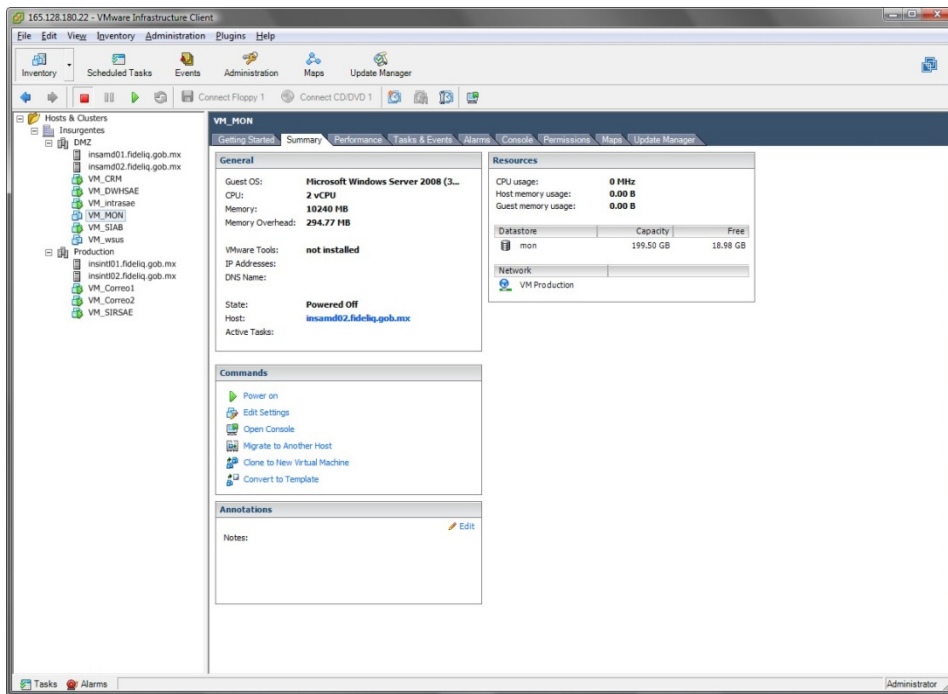 165.128.180.22 - VMware Infrastructure Client
File Edit View Inventory Administration Plugins Help
Inventory Scheduled Tasks Events Administration Maps Update Manager
Connect Floppy 1 Connect CD/DVD 1
Hosts & Clusters
Insurgentes
DMZ
insamd01.fideliq.gob.mx
insamd02.fideliq.gob.mx
VM_CRM
VM_DWHSAE
VM_intrasae
VM_MON
VM_SIAB
VM_wsus
Production
insintl01.fideliq.gob.mx
insintl02.fideliq.gob.mx
VM_Correo1
VM_Correo2
VM_SIRSAE
VM_MON
Getting Started Summary Performance Tasks & Events Alarms Console Permissions Maps Update Manager
General
Guest OS: Microsoft Windows Server 2008 (3...
CPU: 2 vCPU
Memory: 10240 MB
Memory Overhead: 294.77 MB
VMware Tools: not installed
IP Addresses:
DNS Name:
State: Powered Off
Host: insamd02.fideliq.gob.mx
Active Tasks:
Commands
Power on
Edit Settings
Open Console
Migrate to Another Host
Clone to New Virtual Machine
Convert to Template
Annotations
Edit
Notes:
Resources
CPU usage: 0 MHz
Host memory usage: 0.00 B
Guest memory usage: 0.00 B
Datastore Capacity Free
mon 199.50 GB 18.98 GB
Network
VM Production
Tasks Alarms
Administrator